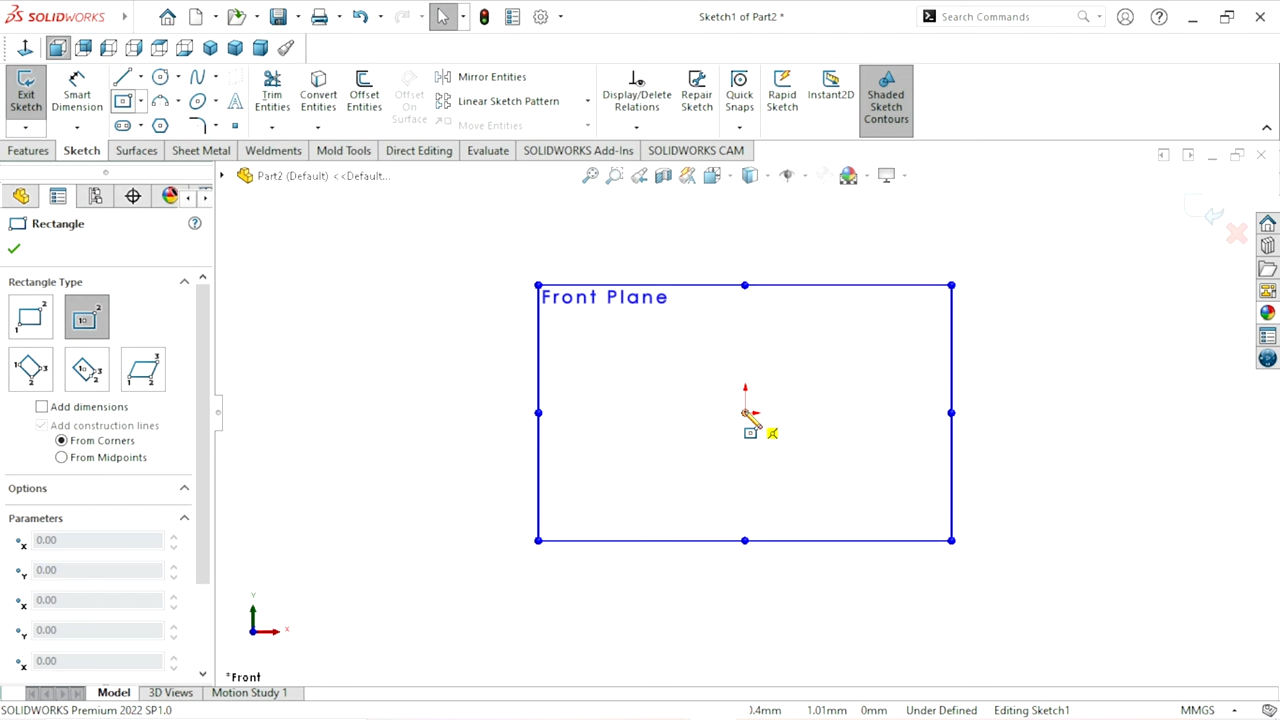 SOLIDWORKS
Sketch1 of Part2 *
Search Commands
Exit Sketch
Smart Dimension
Trim Entities
Convert Entities
Offset Entities
Offset On Surface
Mirror Entities
Linear Sketch Pattern
Move Entities
Display/Delete Relations
Repair Sketch
Quick Snaps
Rapid Sketch
Instant2D
Shaded Sketch Contours
Features
Sketch
Surfaces
Sheet Metal
Weldments
Mold Tools
Direct Editing
Evaluate
SOLIDWORKS Add-Ins
SOLIDWORKS CAM
Part2 (Default) <<Default...
Rectangle
Rectangle Type
Add dimensions
Add construction lines
From Corners
From Midpoints
Options
Parameters
X 0.00
Y 0.00
X 0.00
Y 0.00
X 0.00
Front Plane
Y
X
*Front
Model
3D Views
Motion Study 1
SOLIDWORKS Premium 2022 SP1.0
0.4mm
1.01mm
0mm
Under Defined
Editing Sketch1
MMGS